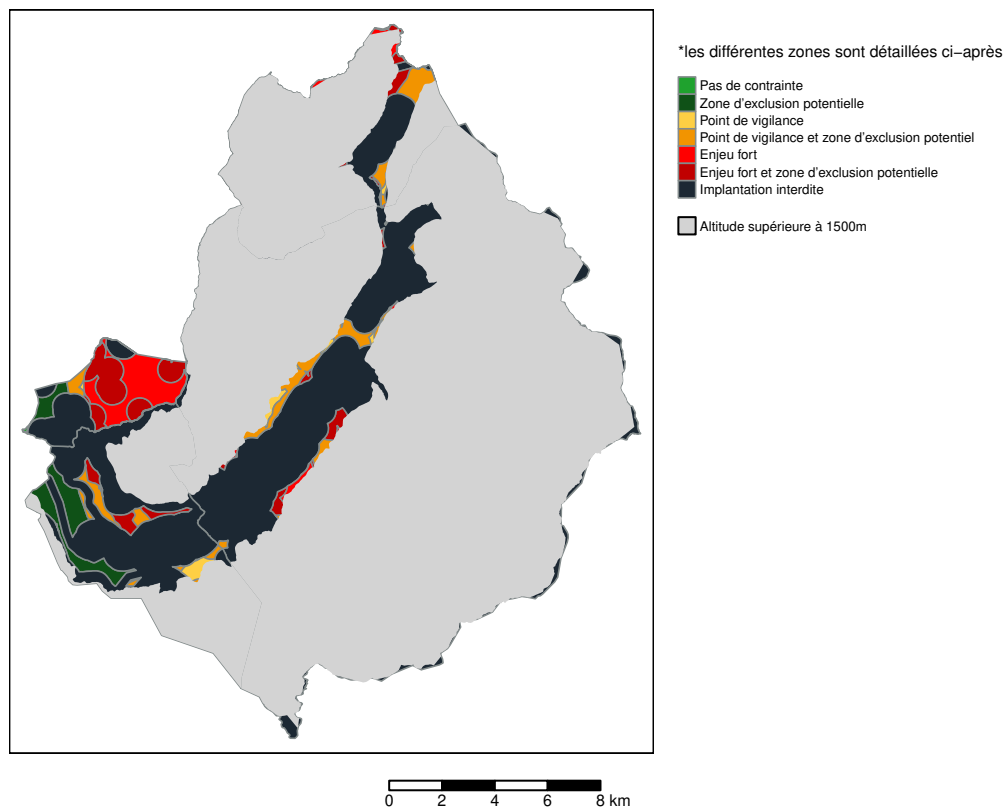 *les différentes zones sont détaillées ci–après
Pas de contrainte
Zone d'exclusion potentielle
Point de vigilance
Point de vigilance et zone d'exclusion potentiel
Enjeu fort
Enjeu fort et zone d'exclusion potentielle
Implantation interdite
Altitude supérieure à 1500m
0 2 4 6 8 km